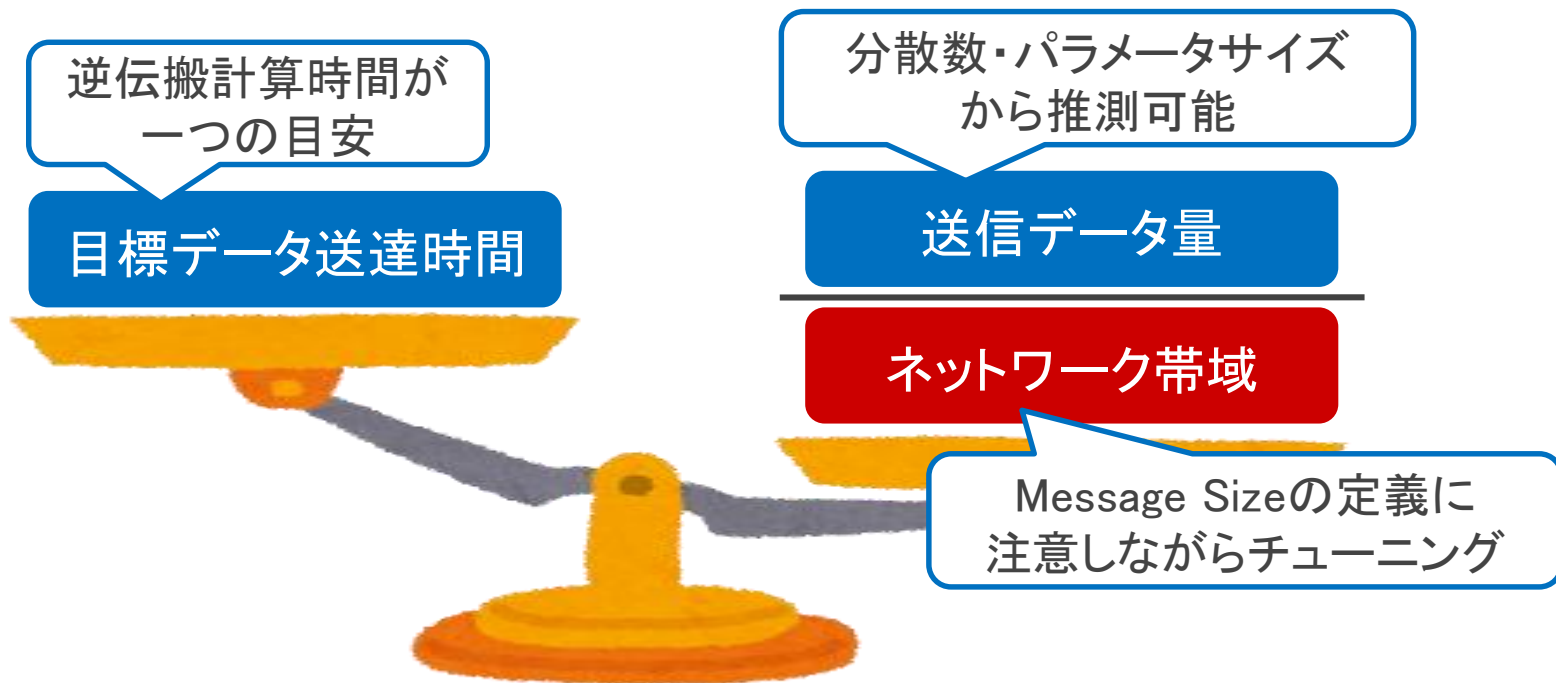 逆伝搬計算時間が
一つの目安
目標データ送達時間
分散数・パラメータサイズ
から推測可能
送信データ量
ネットワーク帯域
Message Sizeの定義に
注意しながらチューニング